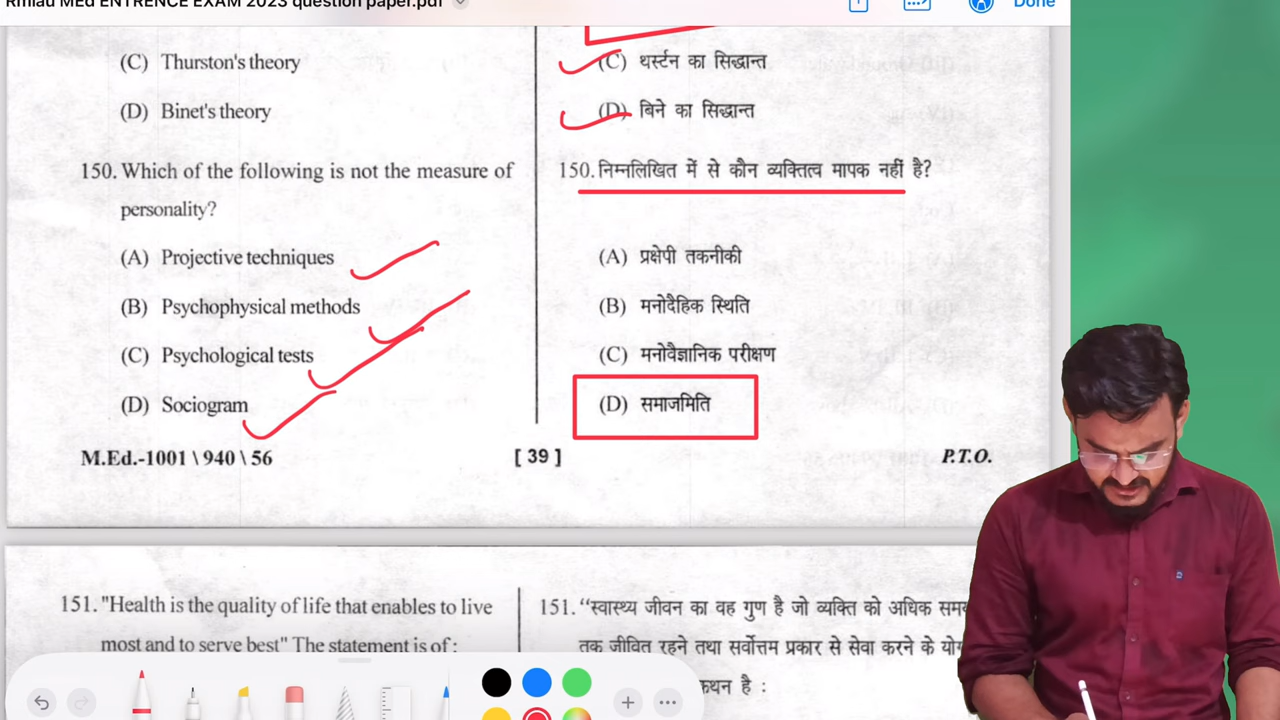 Rmlau MEd ENTRENCE EXAM 2023 question paper.pdf
Done
(C) Thurston's theory
(D) Binet's theory
150. Which of the following is not the measure of
personality?
(A) Projective techniques
(B) Psychophysical methods
(C) Psychological tests
(D) Sociogram
(C) थर्स्टन का सिद्धान्त
(D) बिने का सिद्धान्त
150. निम्नलिखित में से कौन व्यक्तित्व मापक नहीं है?
(A) प्रक्षेपी तकनीकी
(B) मनोदैहिक स्थिति
(C) मनोवैज्ञानिक परीक्षण
(D) समाजमिति
M.Ed.-1001 \ 940 \ 56
[ 39 ]
P.T.O.
151. "Health is the quality of life that enables to live
most and to serve best" The statement is of :
151. “स्वास्थ्य जीवन का वह गुण है जो व्यक्ति को अधिक
तक जीवित रहने तथा सर्वोत्तम प्रकार से सेवा करने के
कथन है :